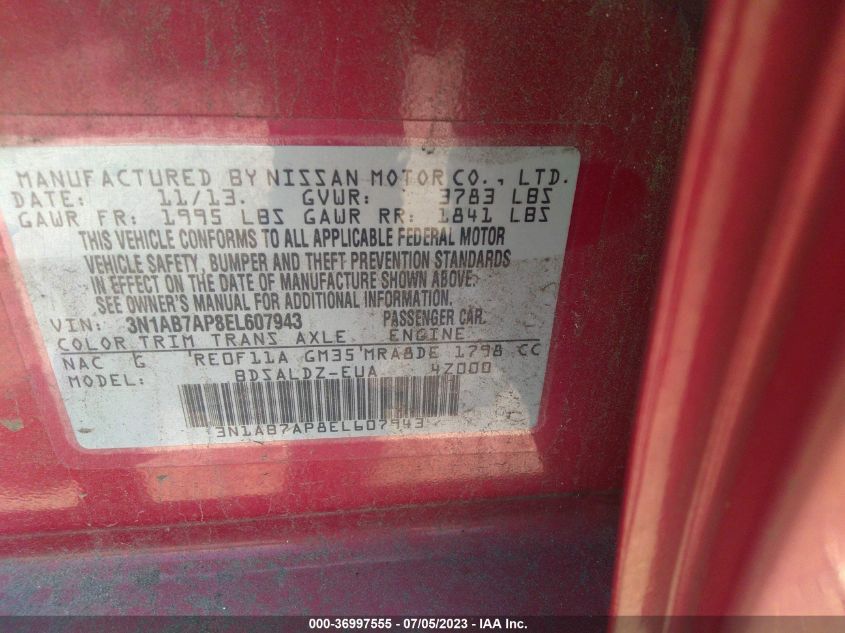 MANUFACTURED BY NISSAN MOTOR CO., LTD.
DATE: 11/13. GVWR: 3783 LBS
GAWR FR: 1995 LBS GAWR RR: 1841 LBS
THIS VEHICLE CONFORMS TO ALL APPLICABLE FEDERAL MOTOR
VEHICLE SAFETY, BUMPER AND THEFT PREVENTION STANDARDS
IN EFFECT ON THE DATE OF MANUFACTURE SHOWN ABOVE.
SEE OWNER'S MANUAL FOR ADDITIONAL INFORMATION.
VIN: 3N1AB7AP8EL607943 PASSENGER CAR.
COLOR TRIM TRANS AXLE ENGINE
NAC G RE0F11A GM35 MRA8DE 1798 CC
MODEL: BDSALDZ-EUA 4Z000
3N1AB7AP8EL607943
000-36997555 - 07/05/2023 - IAA Inc.